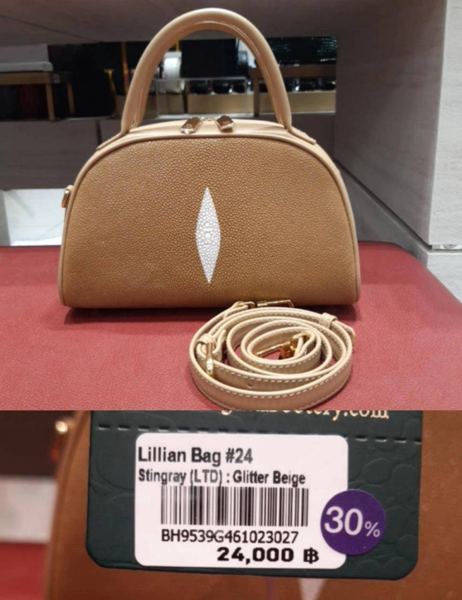 Lillian Bag #24
Stingray (LTD) : Glitter Beige
BH9539G461023027
24,000 ฿
30%